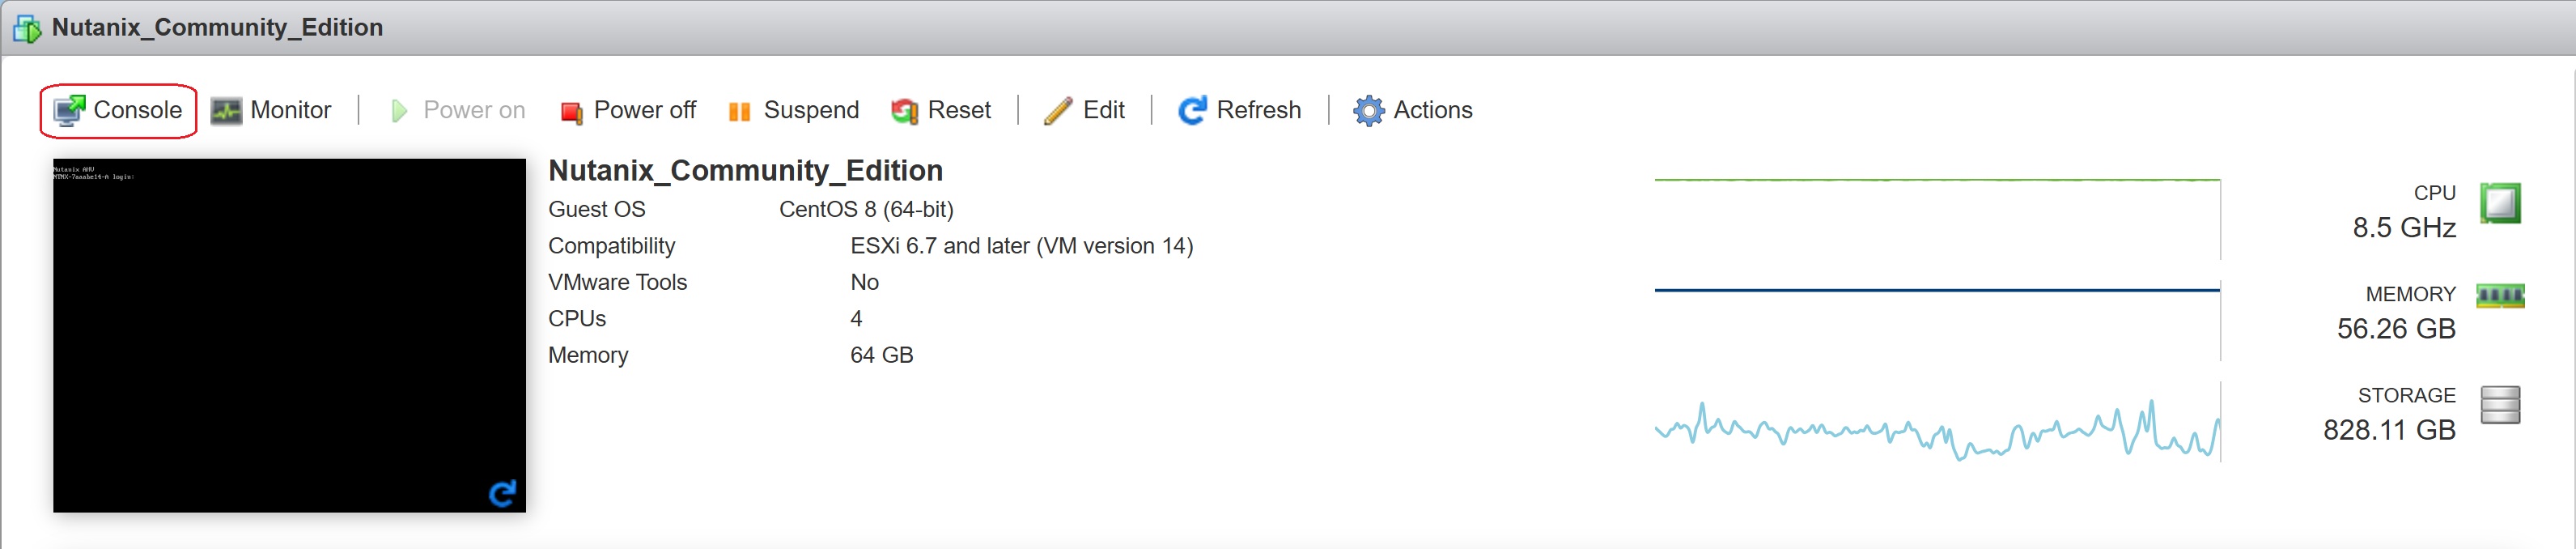 Nutanix_Community_Edition
Console Monitor Power on Power off Suspend Reset Edit Refresh Actions
Nutanix AHV
login:
Nutanix_Community_Edition
Guest OS CentOS 8 (64-bit)
Compatibility ESXi 6.7 and later (VM version 14)
VMware Tools No
CPUs 4
Memory 64 GB
CPU
8.5 GHz
MEMORY
56.26 GB
STORAGE
828.11 GB